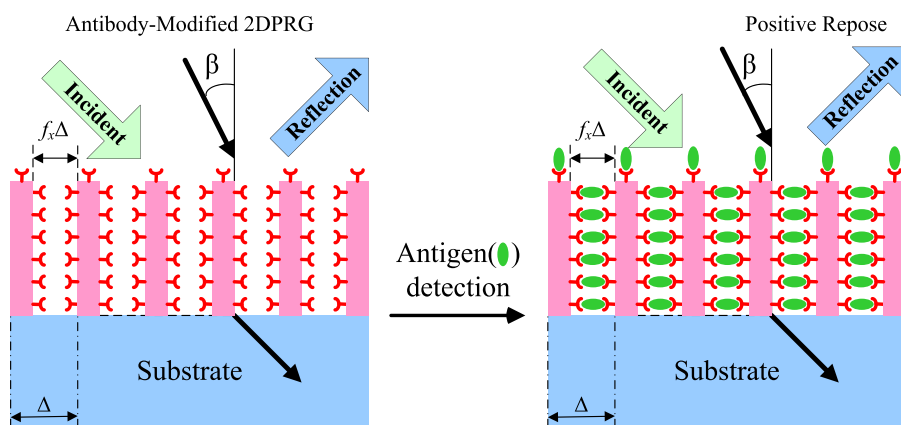 Antibody-Modified 2DPRG
Positive Repose
β
Incident
Reflection
fₓΔ
β
Incident
Reflection
fₓΔ
Antigen( )
detection
Substrate
Δ
Substrate
Δ